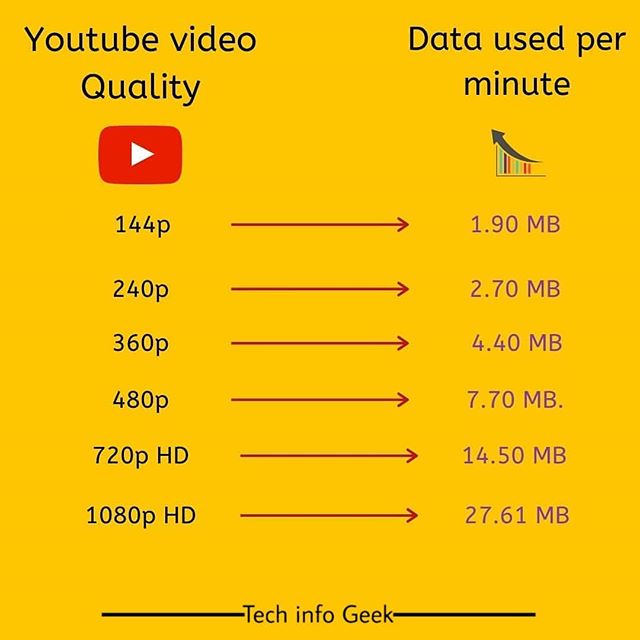 Youtube video
Quality
Data used per
minute
144p 1.90 MB
240p 2.70 MB
360p 4.40 MB
480p 7.70 MB.
720p HD 14.50 MB
1080p HD 27.61 MB
Tech info Geek